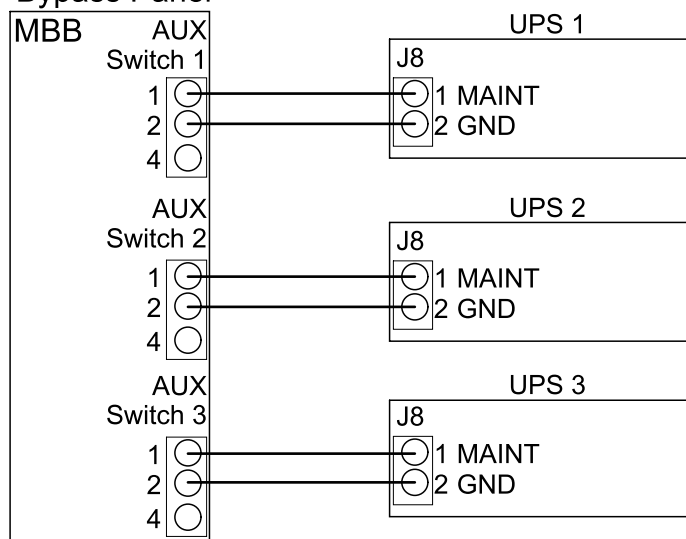 Bypass Panel
MBB
AUX
Switch 1
1
2
4
UPS 1
J8
1 MAINT
2 GND
AUX
Switch 2
1
2
4
UPS 2
J8
1 MAINT
2 GND
AUX
Switch 3
1
2
4
UPS 3
J8
1 MAINT
2 GND